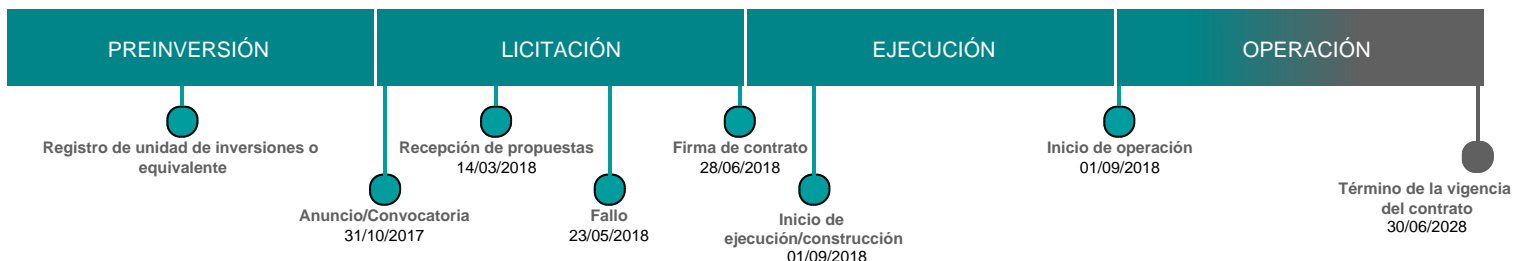 PREINVERSIÓN
LICITACIÓN
EJECUCIÓN
OPERACIÓN
Registro de unidad de inversiones o
equivalente
Anuncio/Convocatoria
31/10/2017
Recepción de propuestas
14/03/2018
Fallo
23/05/2018
Firma de contrato
28/06/2018
Inicio de
ejecución/construcción
01/09/2018
Inicio de operación
01/09/2018
Término de la vigencia
del contrato
30/06/2028